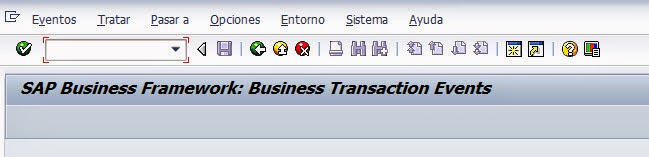 Eventos Tratar Pasar a Opciones Entorno Sistema Ayuda
SAP Business Framework: Business Transaction Events